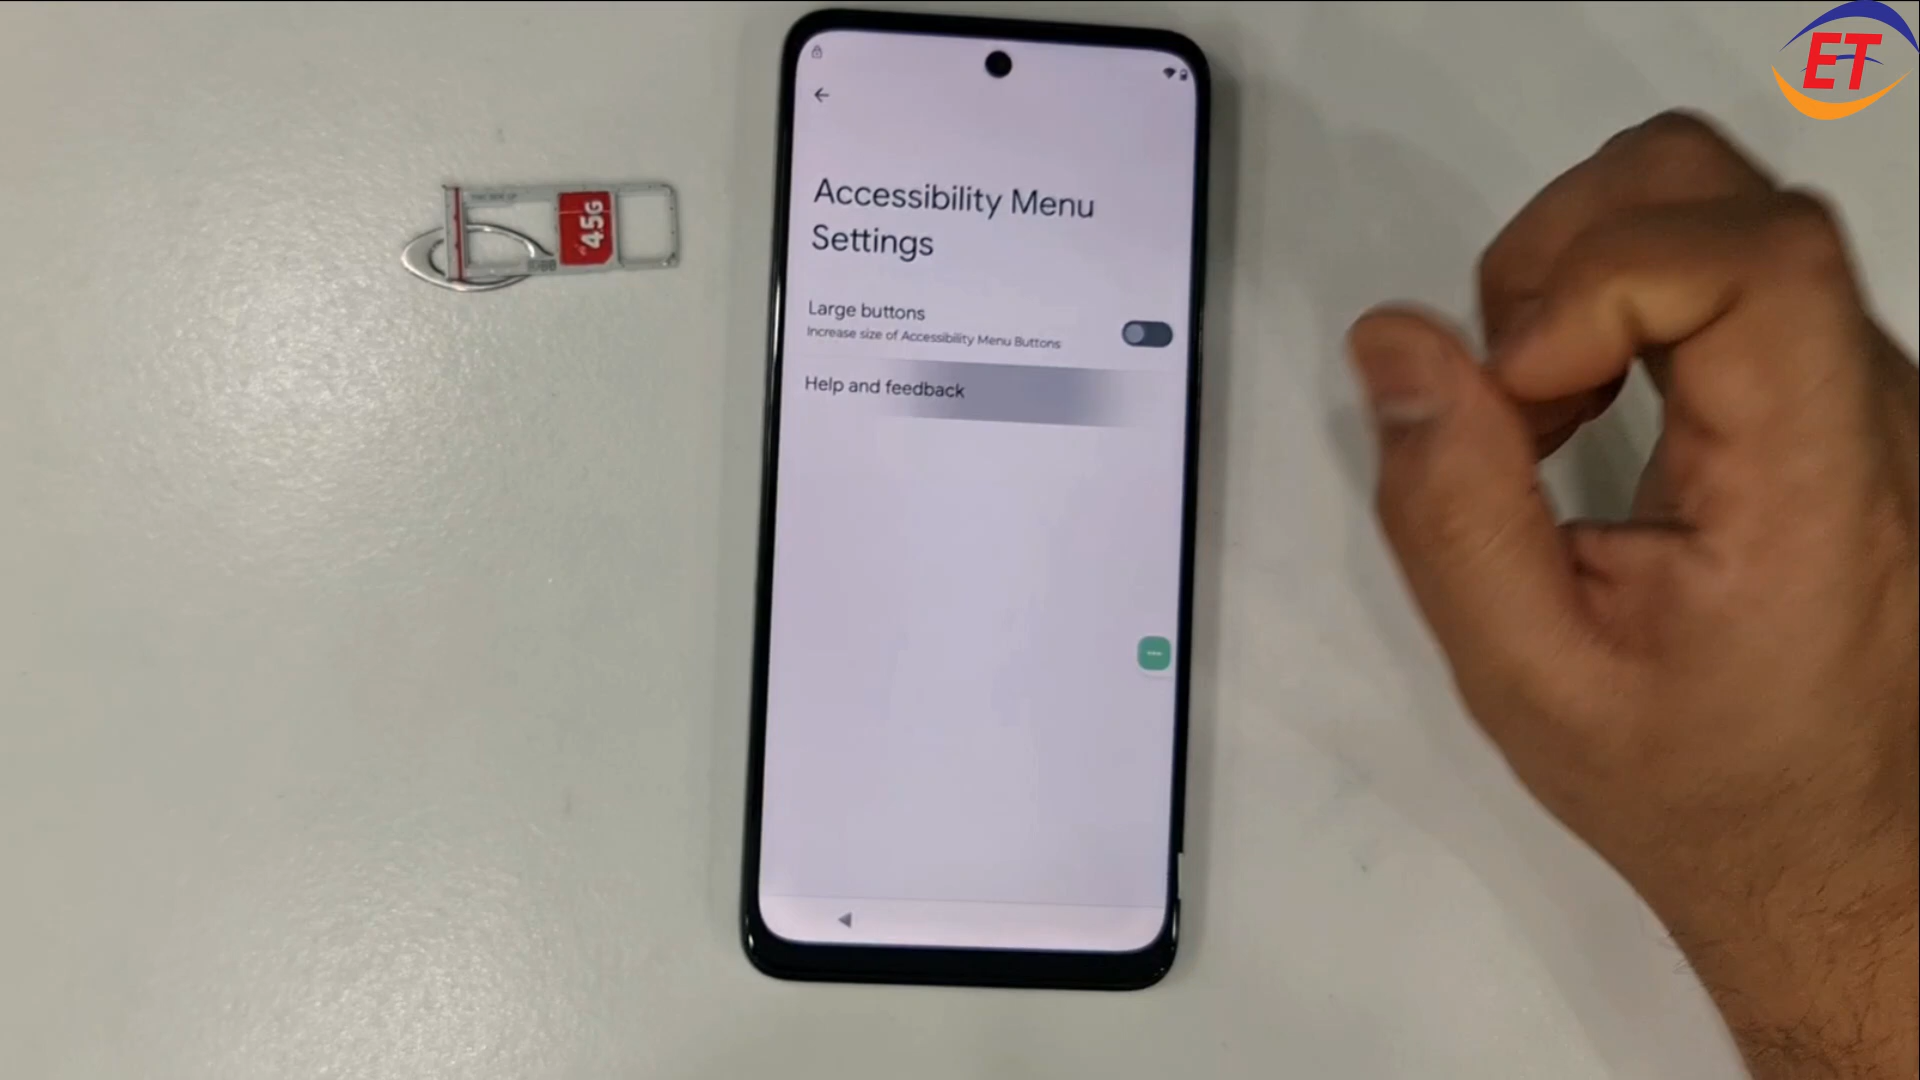 ET
4.5G
Accessibility Menu
Settings
Large buttons
Increase size of Accessibility Menu Buttons
Help and feedback